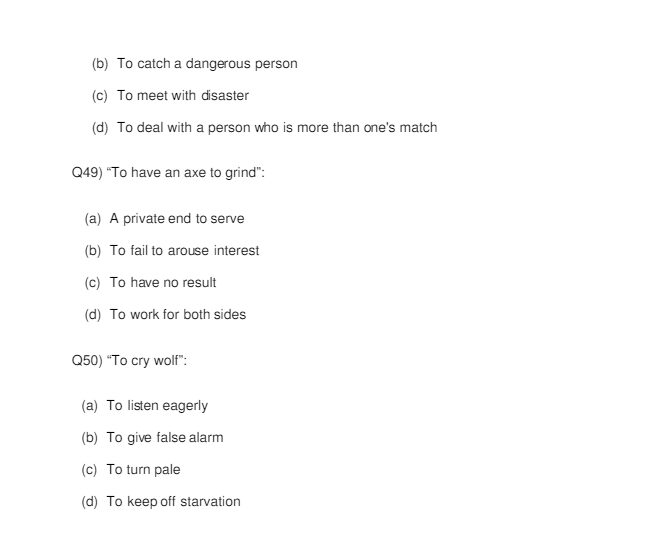 (b) To catch a dangerous person
(c) To meet with disaster
(d) To deal with a person who is more than one's match
Q49) “To have an axe to grind”:
(a) A private end to serve
(b) To fail to arouse interest
(c) To have no result
(d) To work for both sides
Q50) “To cry wolf”:
(a) To listen eagerly
(b) To give false alarm
(c) To turn pale
(d) To keep off starvation